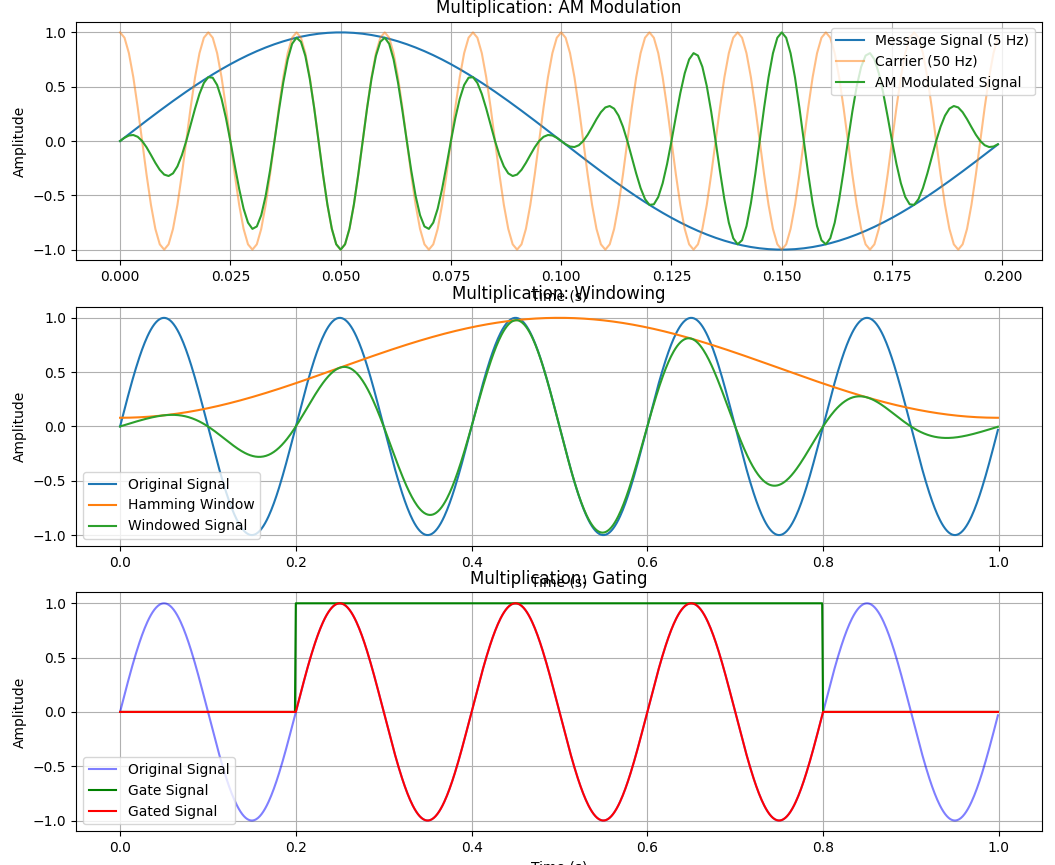 Multiplication: AM Modulation
1.0
0.5
0.0
−0.5
−1.0
Amplitude
Message Signal (5 Hz)
Carrier (50 Hz)
AM Modulated Signal
0.000 0.025 0.050 0.075 0.100 0.125 0.150 0.175 0.200
Time (s)
Multiplication: Windowing
1.0
0.5
0.0
−0.5
−1.0
Amplitude
Original Signal
Hamming Window
Windowed Signal
0.0 0.2 0.4 0.6 0.8 1.0
Time (s)
Multiplication: Gating
1.0
0.5
0.0
−0.5
−1.0
Amplitude
Original Signal
Gate Signal
Gated Signal
0.0 0.2 0.4 0.6 0.8 1.0
Time (s)